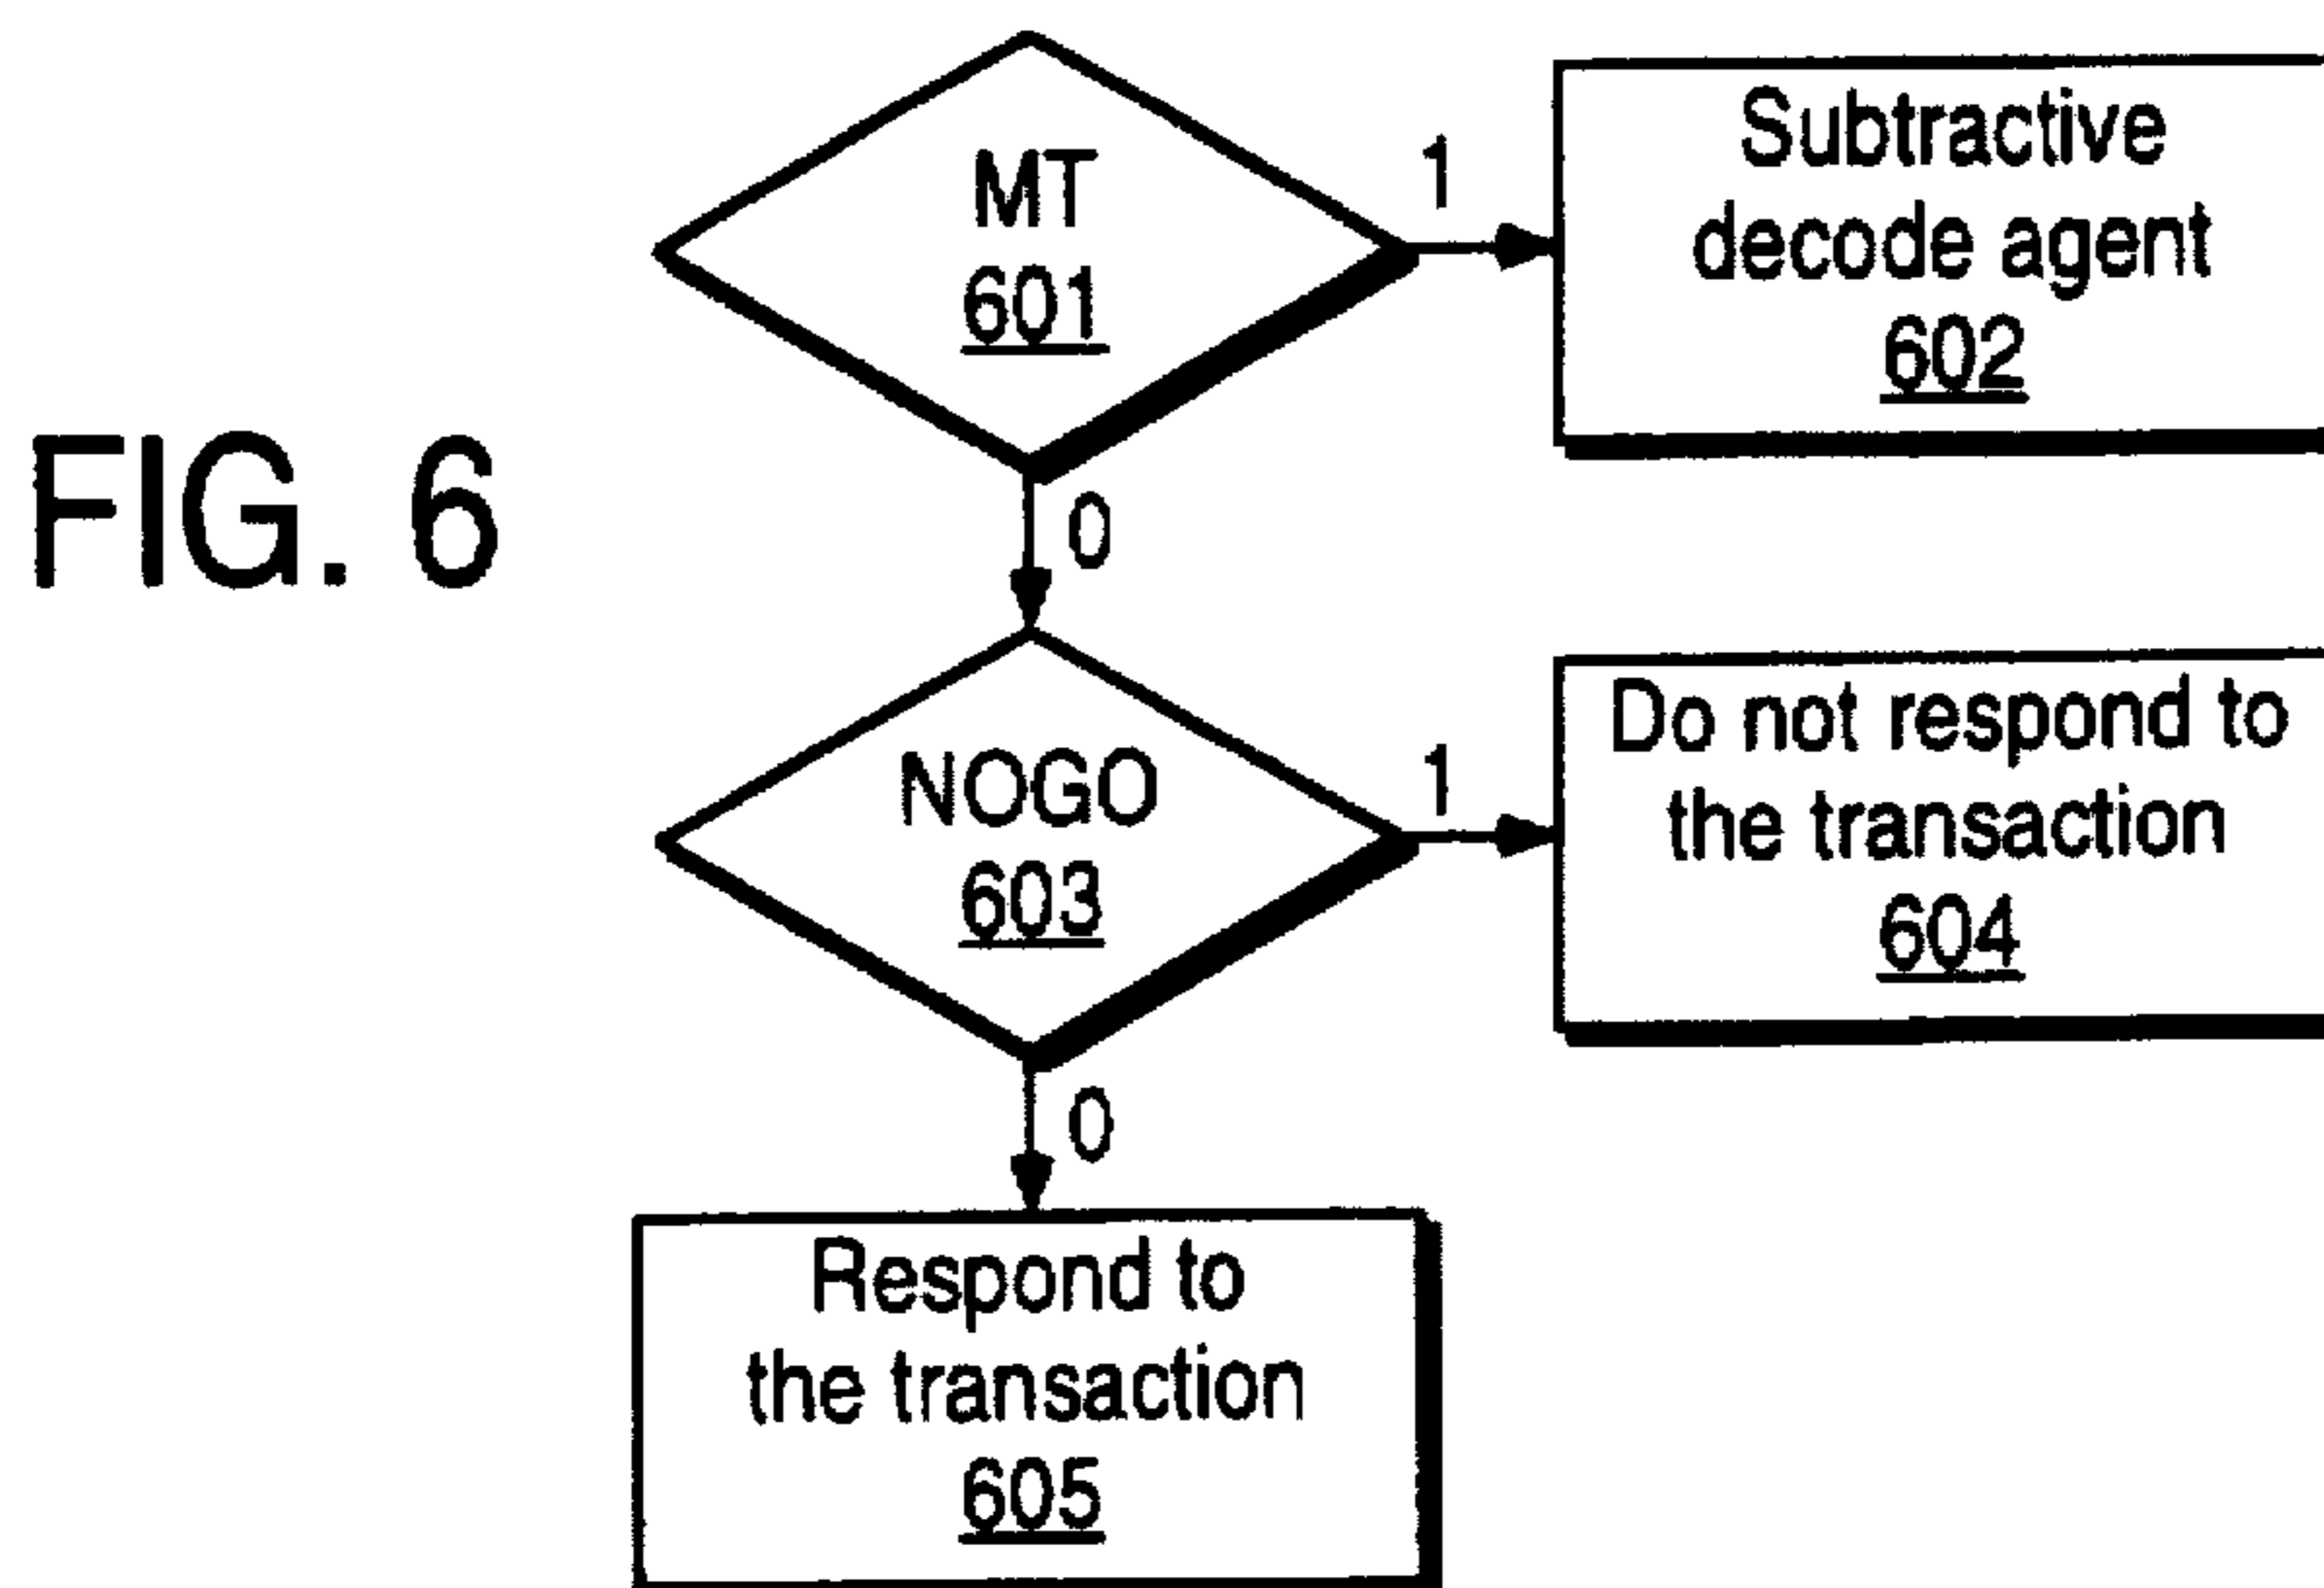 FIG. 6
MT
601
1
Subtractive
decode agent
602
0
NOGO
603
1
Do not respond to
the transaction
604
0
Respond to
the transaction
605